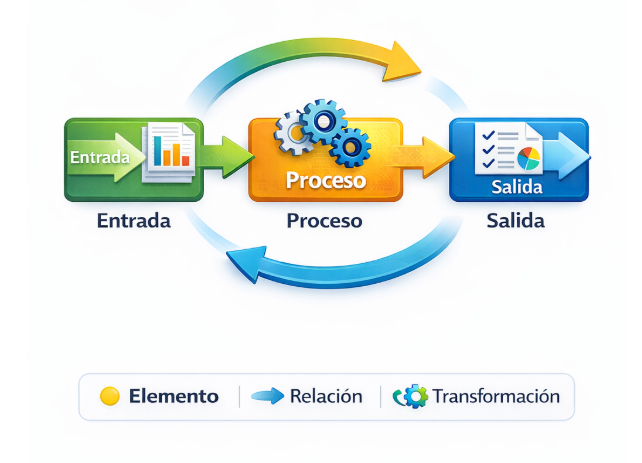 Entrada
Proceso
Salida
Entrada
Proceso
Salida
Elemento
Relación
Transformación